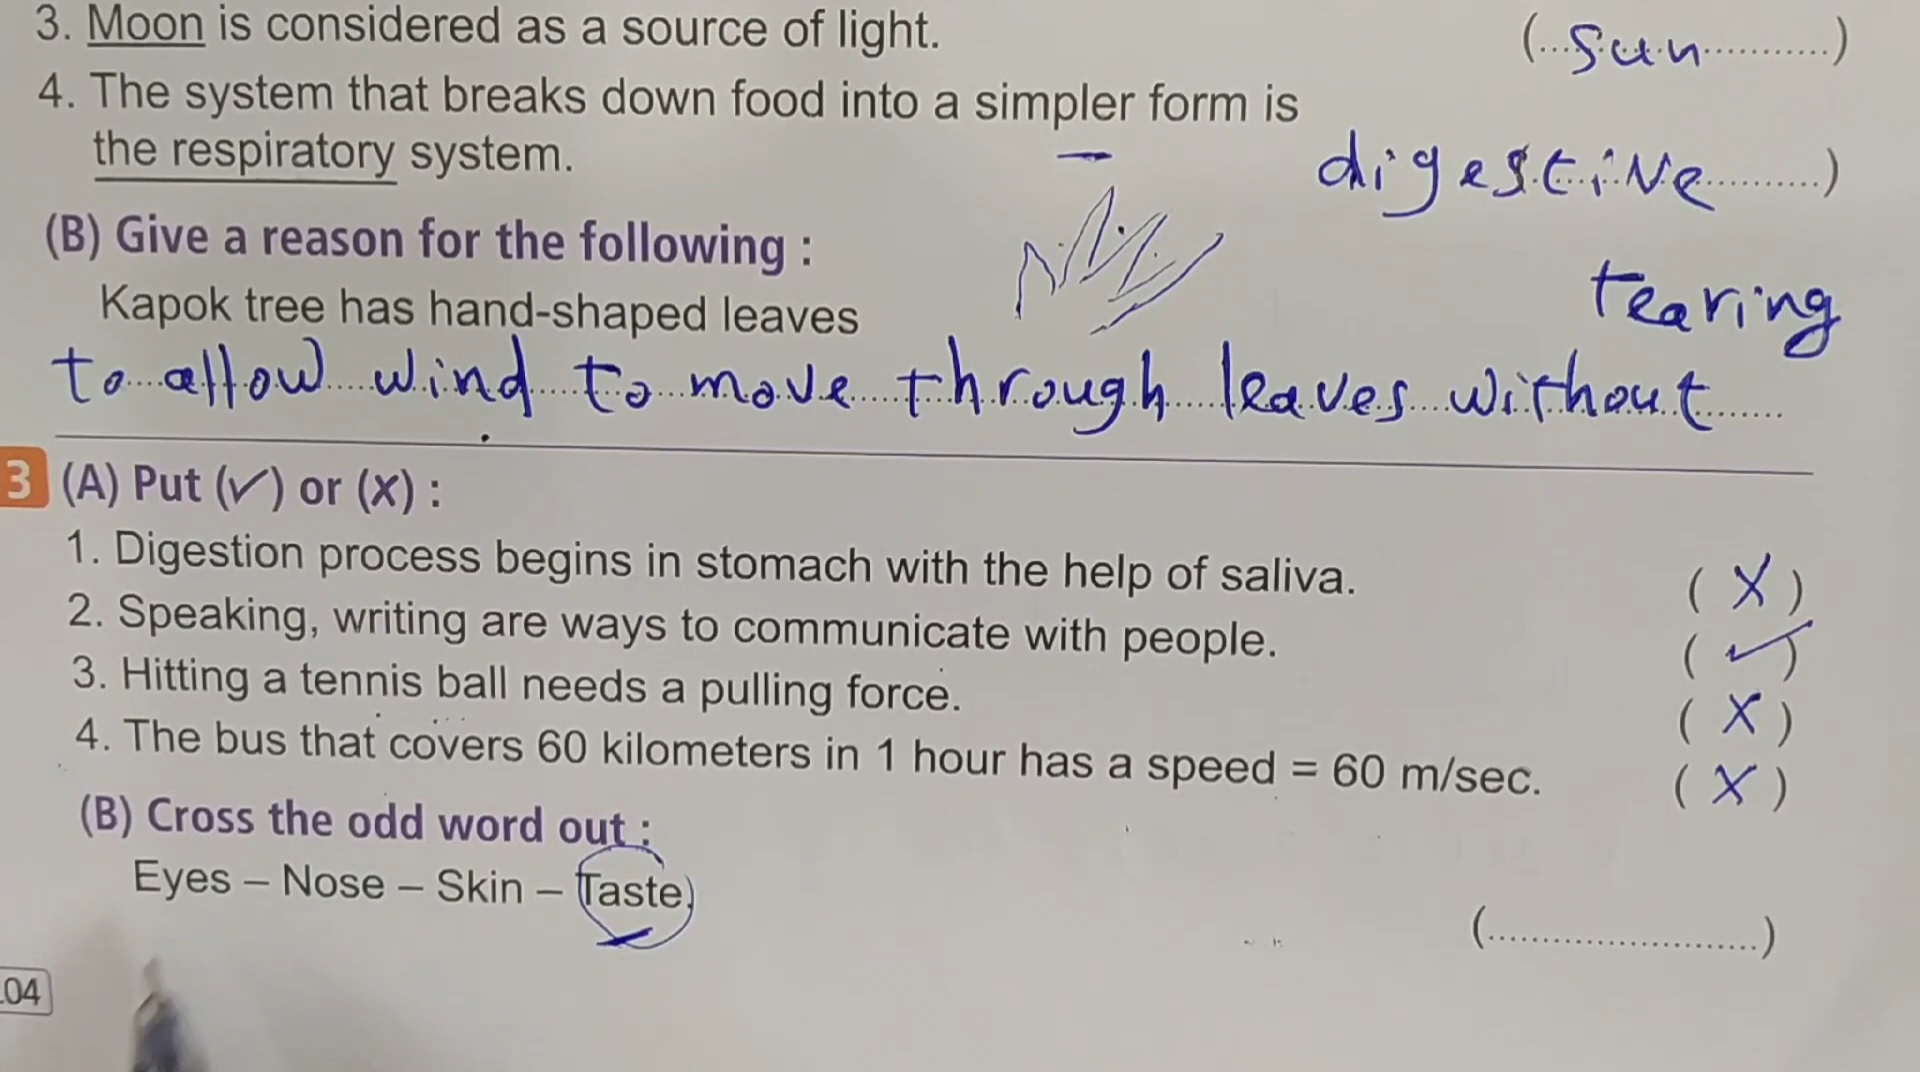 3. Moon is considered as a source of light. (...sun...........)
4. The system that breaks down food into a simpler form is
the respiratory system. digestive...........)
(B) Give a reason for the following :
Kapok tree has hand-shaped leaves
tearing
to allow wind to move through leaves without
3 (A) Put (✓) or (x) :
1. Digestion process begins in stomach with the help of saliva. ( X )
2. Speaking, writing are ways to communicate with people. ( ✓ )
3. Hitting a tennis ball needs a pulling force. ( X )
4. The bus that covers 60 kilometers in 1 hour has a speed = 60 m/sec. ( X )
(B) Cross the odd word out :
Eyes – Nose – Skin – Taste. (.........................)
04